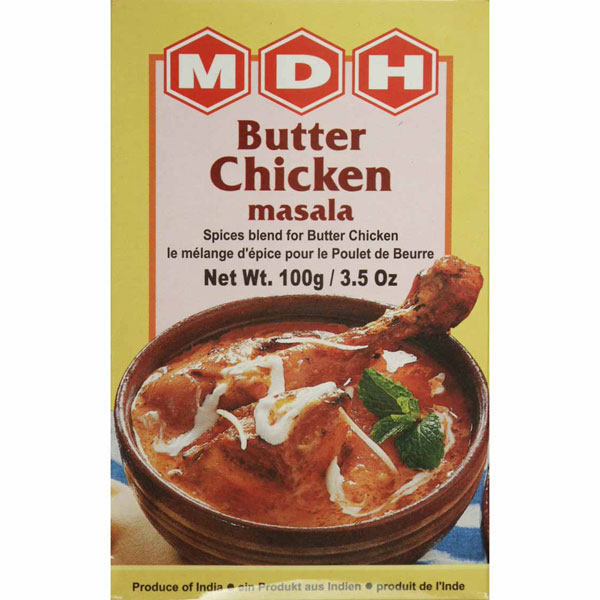 MDH
Butter
Chicken
masala
Spices blend for Butter Chicken
le mélange d'épice pour le Poulet de Beurre
Net Wt. 100g / 3.5 Oz
Produce of India ● ein Produkt aus Indien ● produit de l'Inde